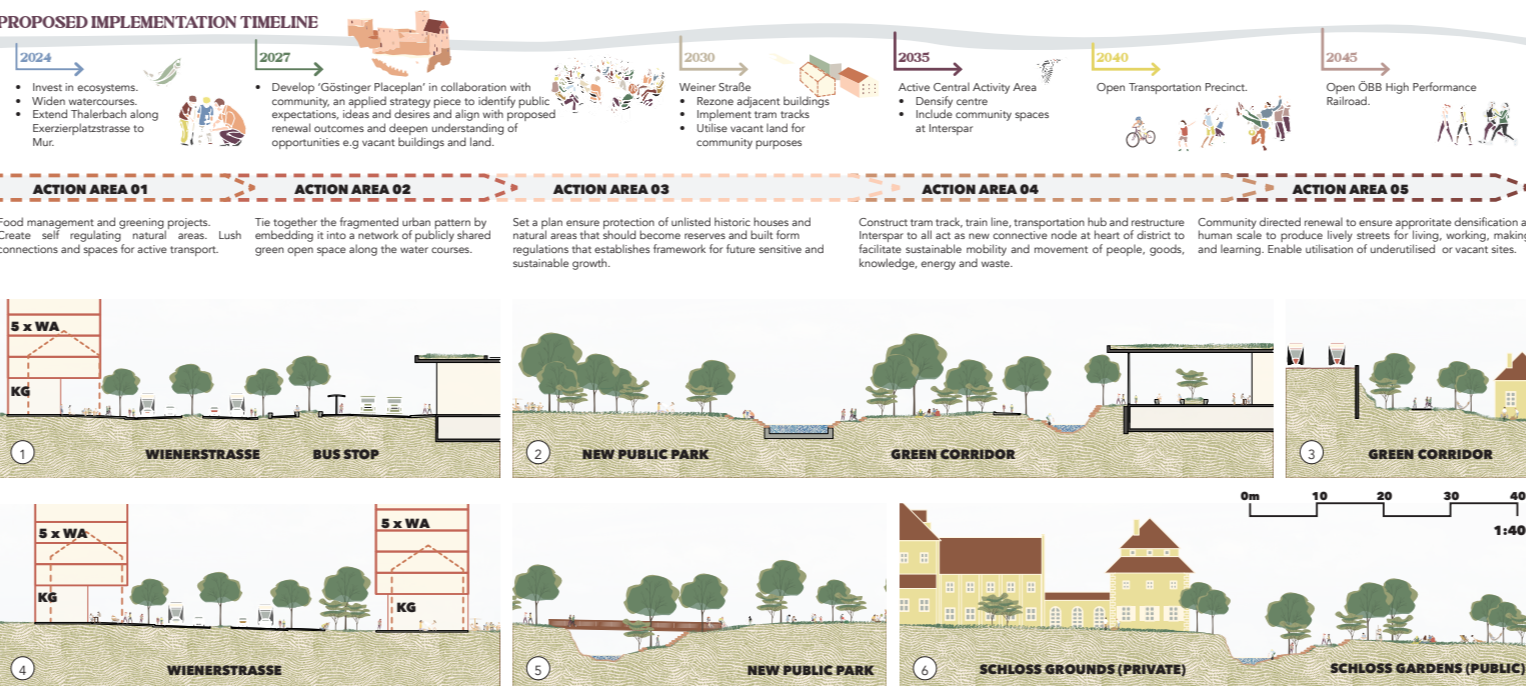 PROPOSED IMPLEMENTATION TIMELINE
2024
• Invest in ecosystems.
• Widen watercourses.
• Extend Thalerbach along
Exerzierplatzstrasse to
Mur.
2027
• Develop ‘Göstinger Placeplan’ in collaboration with
community, an applied strategy piece to identify public
expectations, ideas and desires and align with proposed
renewal outcomes and deepen understanding of
opportunities e.g vacant buildings and land.
2030
Weiner Straße
• Rezone adjacent buildings
• Implement tram tracks
• Utilise vacant land for
community purposes
2035
Active Central Activity Area
• Densify centre
• Include community spaces
at Interspar
2040
Open Transportation Precinct.
2045
Open ÖBB High Performance
Railroad.
ACTION AREA 01
ACTION AREA 02
ACTION AREA 03
ACTION AREA 04
ACTION AREA 05
Food management and greening projects.
Create self regulating natural areas. Lush
connections and spaces for active transport.
Tie together the fragmented urban pattern by
embedding it into a network of publicly shared
green open space along the water courses.
Set a plan ensure protection of unlisted historic houses and
natural areas that should become reserves and built form
regulations that establishes framework for future sensitive and
sustainable growth.
Construct tram track, train line, transportation hub and restructure
Interspar to all act as new connective node at heart of district to
facilitate sustainable mobility and movement of people, goods,
knowledge, energy and waste.
Community directed renewal to ensure approritate densification a
human scale to produce lively streets for living, working, making
and learning. Enable utilisation of underutilised or vacant sites.
5 x WA
KG
1
WIENERSTRASSE
BUS STOP
2
NEW PUBLIC PARK
GREEN CORRIDOR
3
GREEN CORRIDOR
0m 10 20 30 40
1:40
5 x WA
KG
5 x WA
KG
4
WIENERSTRASSE
5
NEW PUBLIC PARK
6
SCHLOSS GROUNDS (PRIVATE)
SCHLOSS GARDENS (PUBLIC)